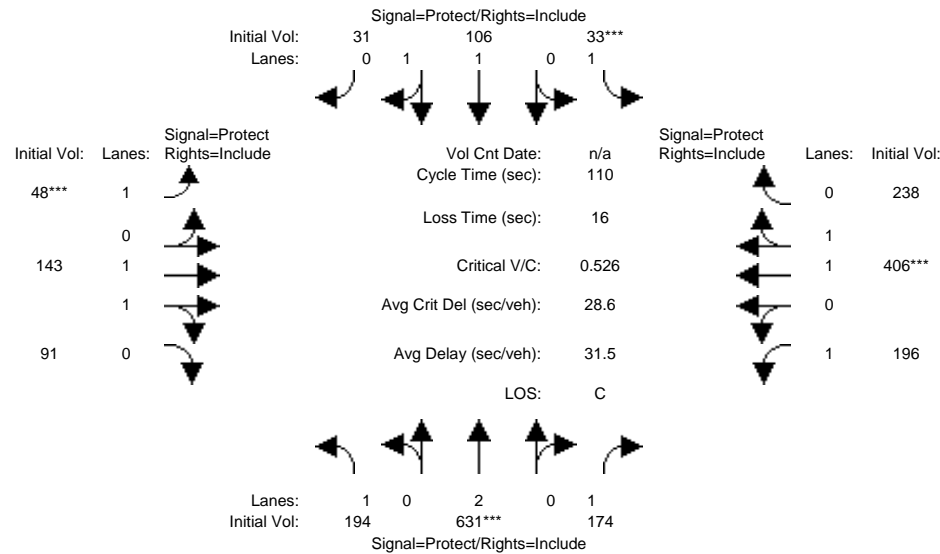 Signal=Protect/Rights=Include
Initial Vol: 31 106 33***
Lanes: 0 1 1 0 1
Signal=Protect Signal=Protect
Initial Vol: Lanes: Rights=Include Vol Cnt Date: n/a Rights=Include Lanes: Initial Vol:
Cycle Time (sec): 110
48*** 1 0 238
Loss Time (sec): 16
0 1
143 1 Critical V/C: 0.526 1 406***
1 Avg Crit Del (sec/veh): 28.6 0
91 0 Avg Delay (sec/veh): 31.5 1 196
LOS: C
Lanes: 1 0 2 0 1
Initial Vol: 194 631*** 174
Signal=Protect/Rights=Include